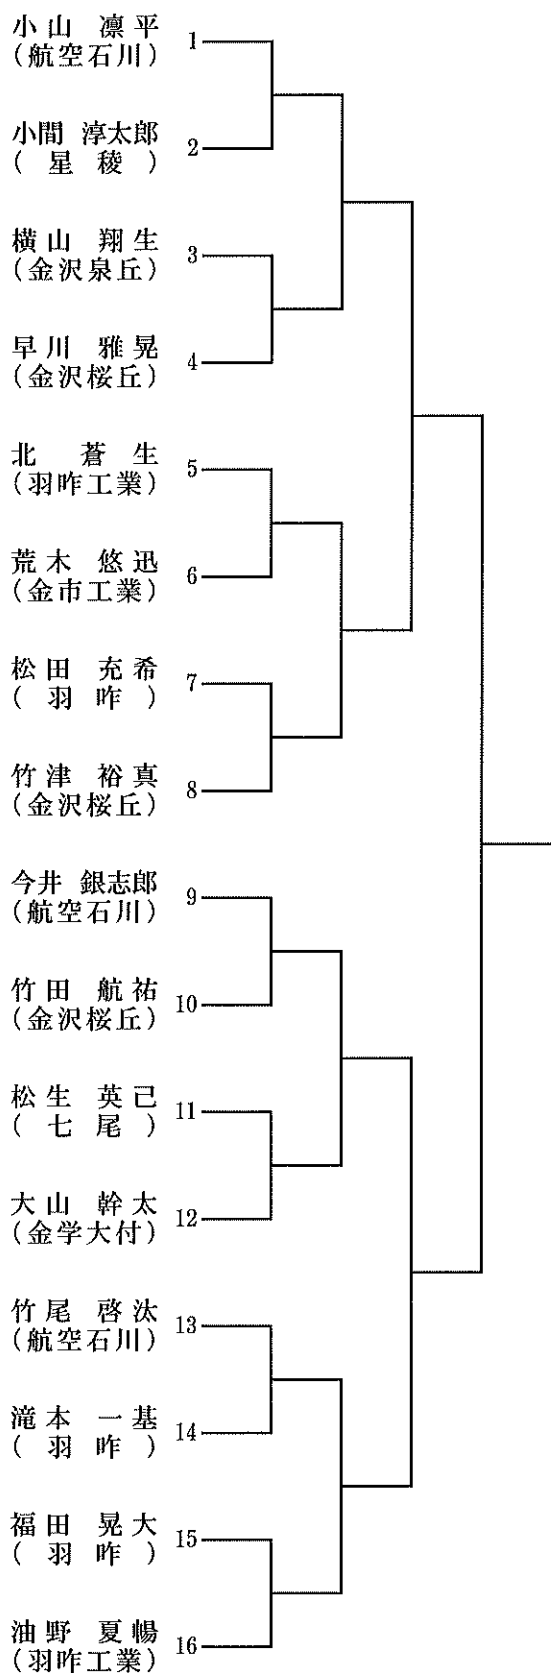 小山 凛平 1
(航空石川)
小間 淳太郎 2
(星稜)
横山 翔生 3
(金沢泉丘)
早川 雅晃 4
(金沢桜丘)
北 蒼生 5
(羽咋工業)
荒木 悠迅 6
(金市工業)
松田 充希 7
(羽咋)
竹津 裕真 8
(金沢桜丘)
今井 銀志郎 9
(航空石川)
竹田 航祐 10
(金沢桜丘)
松生 英己 11
(七尾)
大山 幹太 12
(金学大付)
竹尾 啓汰 13
(航空石川)
滝本 一基 14
(羽咋)
福田 晃大 15
(羽咋)
油野 夏暢 16
(羽咋工業)